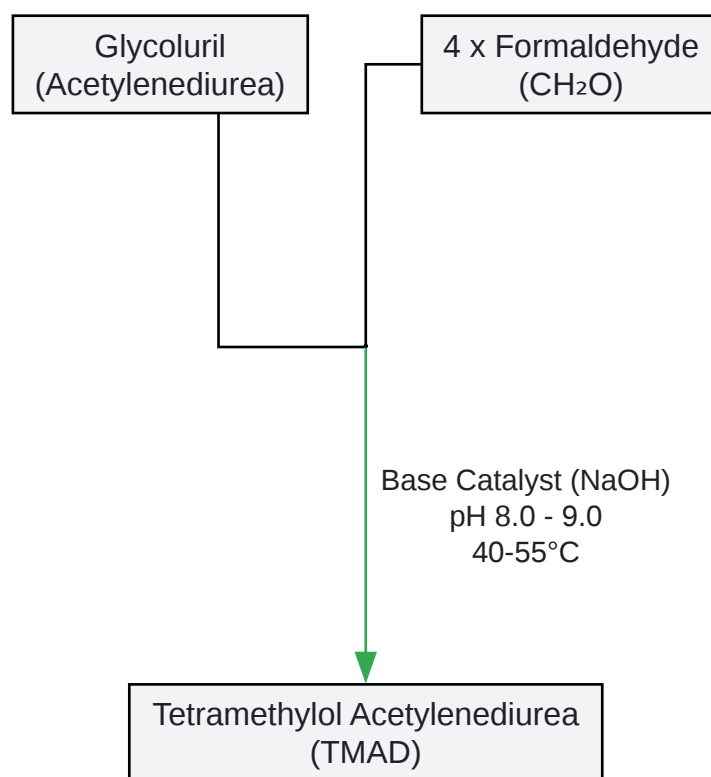 Glycoluril
(Acetylenediurea)
4 x Formaldehyde
(CH₂O)
Base Catalyst (NaOH)
pH 8.0 - 9.0
40-55°C
Tetramethylol Acetylenediurea
(TMAD)